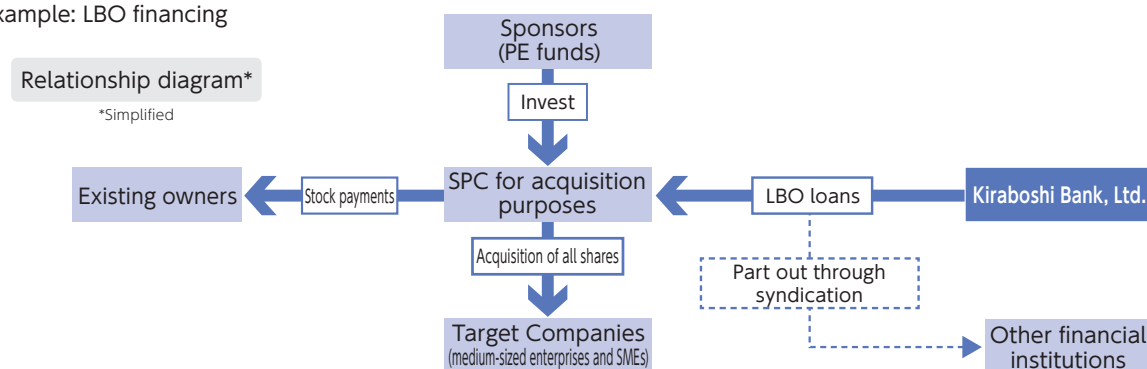 xample: LBO financing
Relationship diagram*
*Simplified
Sponsors
(PE funds)
Invest
Existing owners
Stock payments
SPC for acquisition
purposes
LBO loans
Kiraboshi Bank, Ltd.
Acquisition of all shares
Part out through
syndication
Target Companies
(medium-sized enterprises and SMEs)
Other financial
institutions